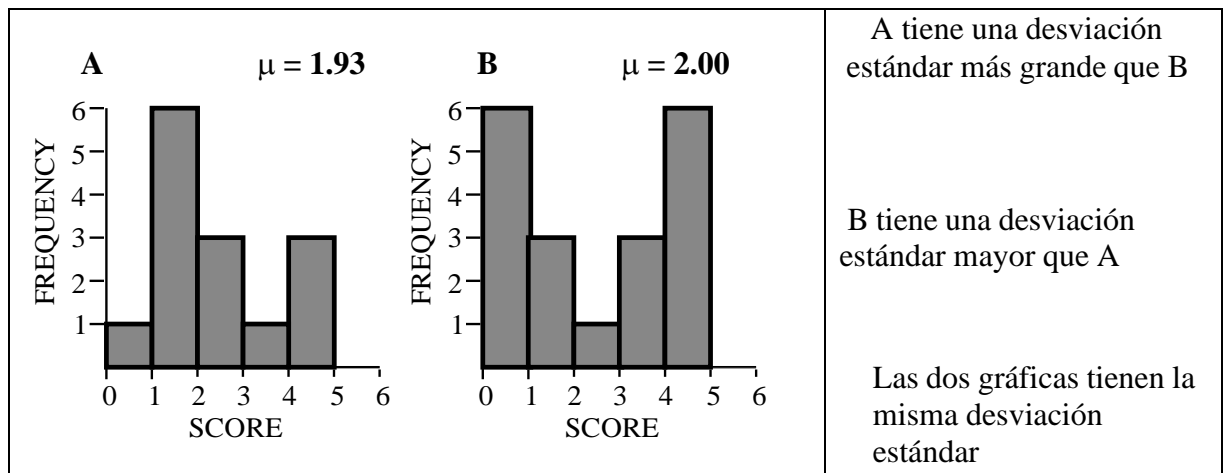 A μ = 1.93
6
5
4
3
2
1
FREQUENCY
0 1 2 3 4 5 6
SCORE
B μ = 2.00
6
5
4
3
2
1
FREQUENCY
0 1 2 3 4 5 6
SCORE
A tiene una desviación
estándar más grande que B
B tiene una desviación
estándar mayor que A
Las dos gráficas tienen la
misma desviación
estándar